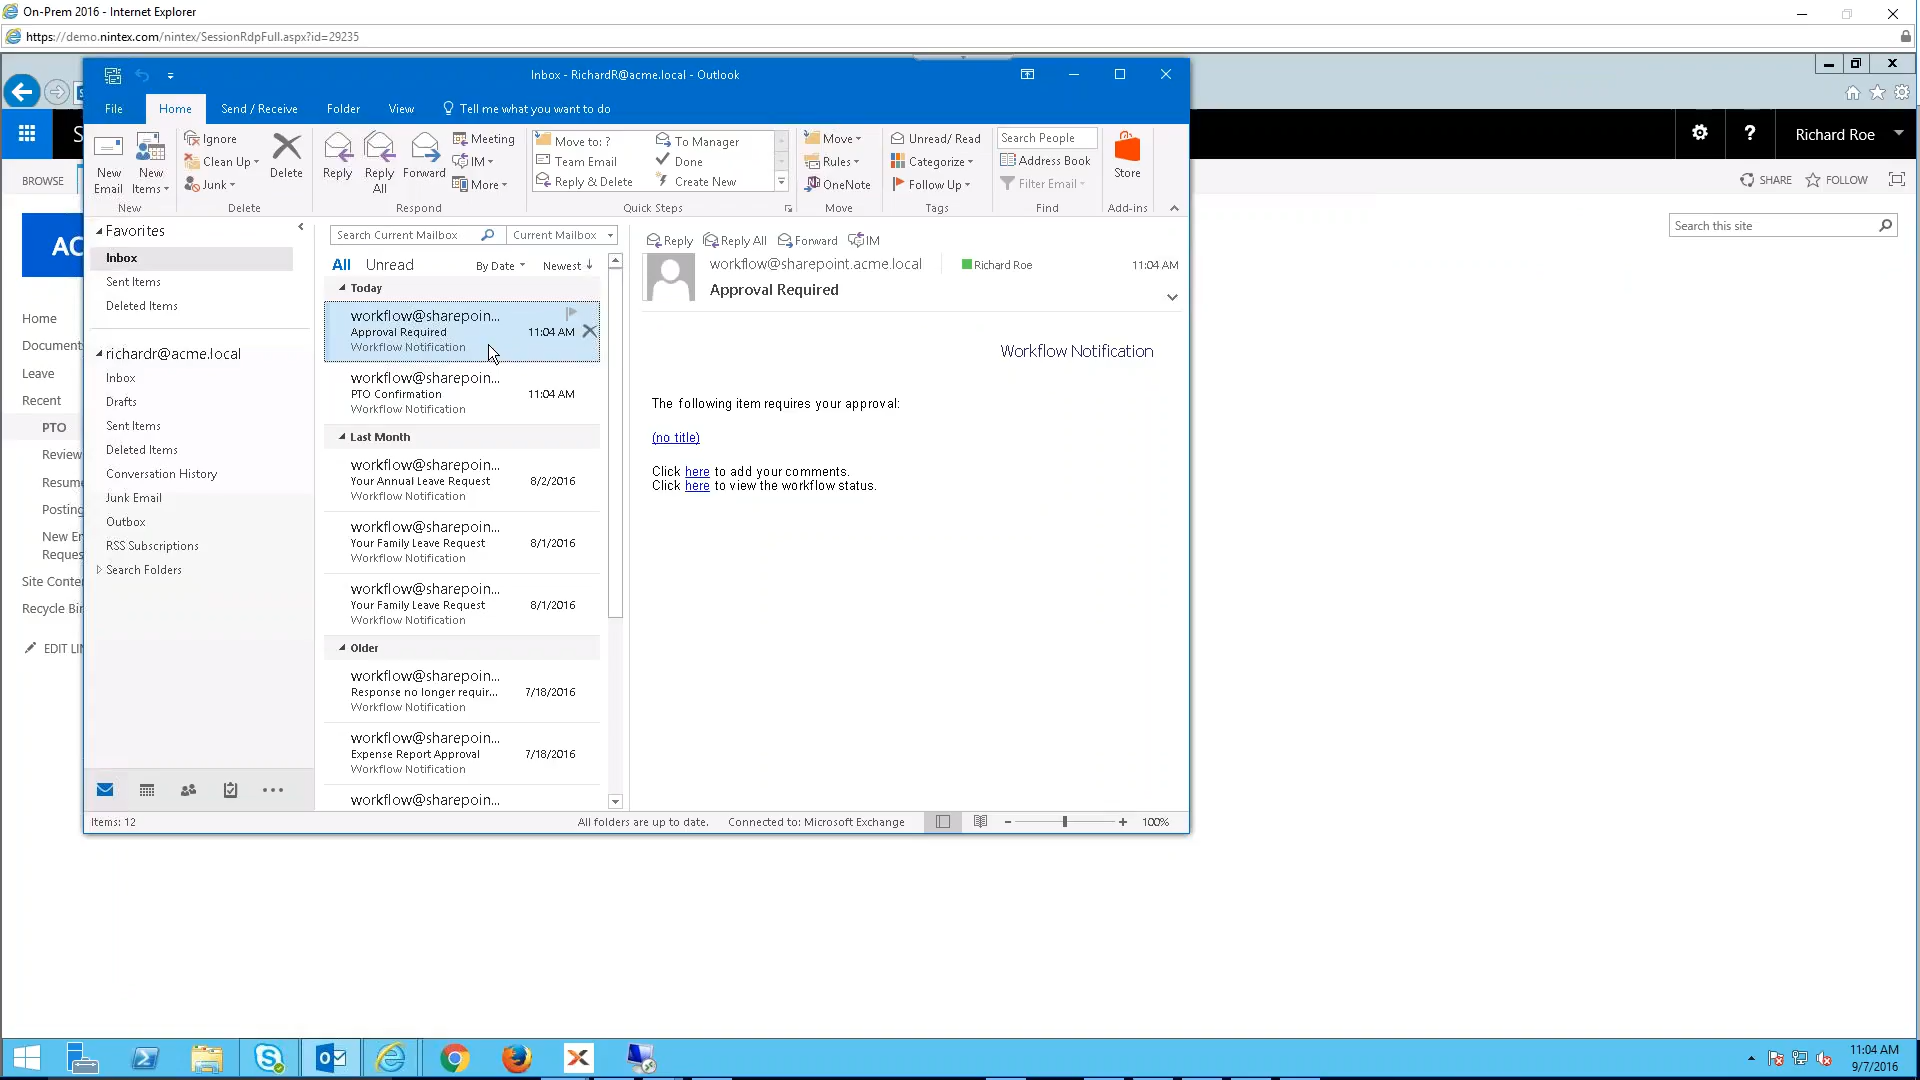 On-Prem 2016 - Internet Explorer
https://demo.nintex.com/nintex/SessionRdpFull.aspx?id=29235
Inbox - RichardR@acme.local - Outlook
File Home Send / Receive Folder View Tell me what you want to do
New Email
New Items
New
Ignore
Clean Up
Junk
Delete
Delete
Reply
Reply All
Forward
Meeting
IM
More
Respond
Move to: ?
Team Email
Reply & Delete
To Manager
Done
Create New
Quick Steps
Move
Rules
OneNote
Move
Unread/ Read
Categorize
Follow Up
Tags
Search People
Address Book
Filter Email
Find
Store
Add-ins
S
? Richard Roe
BROWSE
SHARE FOLLOW
AC
Search this site
Home
Document
Leave
Recent
PTO
Review
Resume
Posting
New En
Reques
Site Conte
Recycle Bin
EDIT LIN
Favorites
Inbox
Sent Items
Deleted Items
richardr@acme.local
Inbox
Drafts
Sent Items
Deleted Items
Conversation History
Junk Email
Outbox
RSS Subscriptions
Search Folders
Search Current Mailbox Current Mailbox
All Unread By Date Newest
Today
workflow@sharepoin...
Approval Required 11:04 AM
Workflow Notification
workflow@sharepoin...
PTO Confirmation 11:04 AM
Workflow Notification
Last Month
workflow@sharepoin...
Your Annual Leave Request 8/2/2016
Workflow Notification
workflow@sharepoin...
Your Family Leave Request 8/1/2016
Workflow Notification
workflow@sharepoin...
Your Family Leave Request 8/1/2016
Workflow Notification
Older
workflow@sharepoin...
Response no longer requir... 7/18/2016
Workflow Notification
workflow@sharepoin...
Expense Report Approval 7/18/2016
Workflow Notification
workflow@sharepoin...
Reply Reply All Forward IM
workflow@sharepoint.acme.local Richard Roe 11:04 AM
Approval Required
Workflow Notification
The following item requires your approval:
(no title)
Click here to add your comments.
Click here to view the workflow status.
Items: 12 All folders are up to date. Connected to: Microsoft Exchange 100%
11:04 AM
9/7/2016